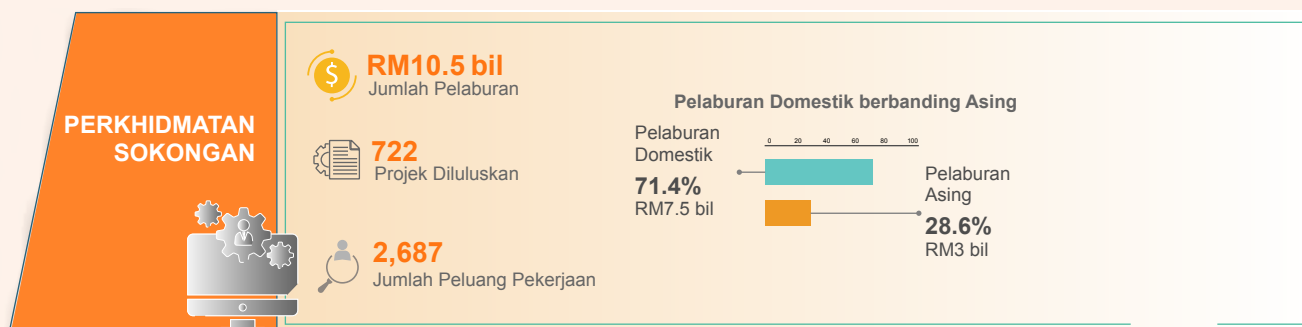 PERKHIDMATAN
SOKONGAN
$
RM10.5 bil
Jumlah Pelaburan
722
Projek Diluluskan
2,687
Jumlah Peluang Pekerjaan
Pelaburan Domestik berbanding Asing
Pelaburan
Domestik
71.4%
RM7.5 bil
0 20 40 60 80 100
Pelaburan
Asing
28.6%
RM3 bil